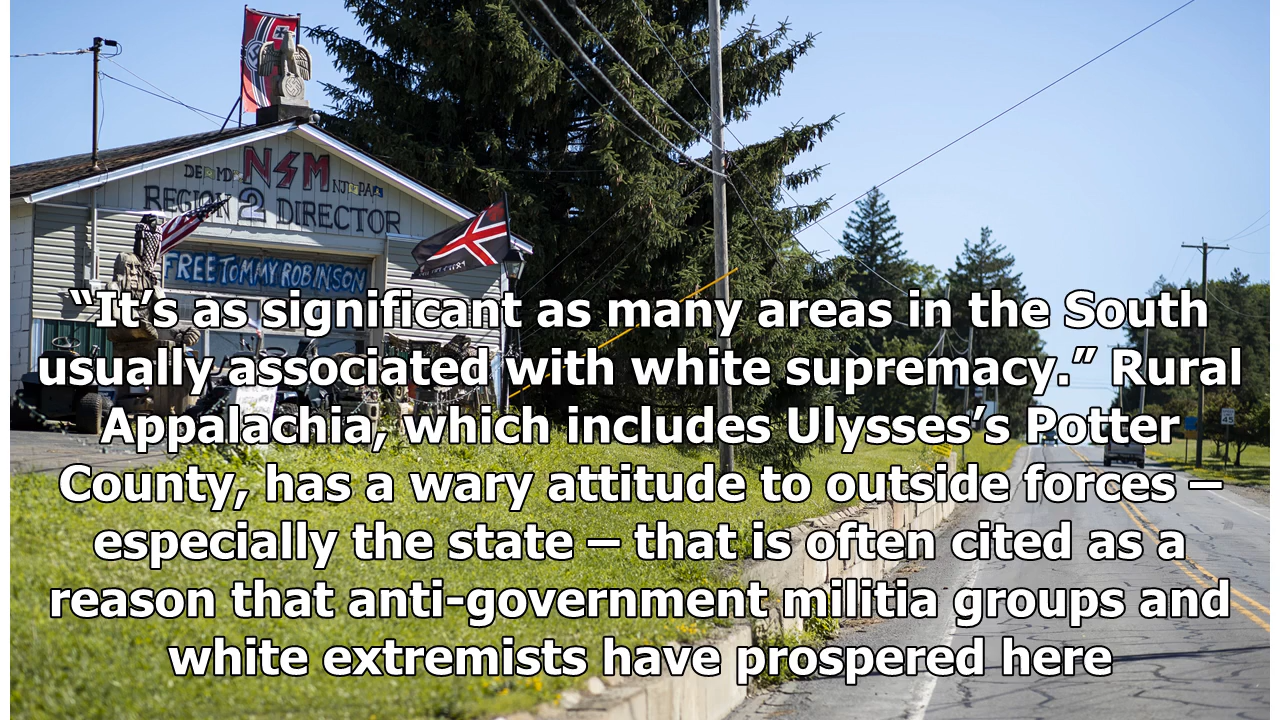 NSM
DE MD NJ PA
REGION 2 DIRECTOR
FREE TOMMY ROBINSON
“It’s as significant as many areas in the South
usually associated with white supremacy.” Rural
Appalachia, which includes Ulysses’s Potter
County, has a wary attitude to outside forces –
especially the state – that is often cited as a
reason that anti-government militia groups and
white extremists have prospered here
45